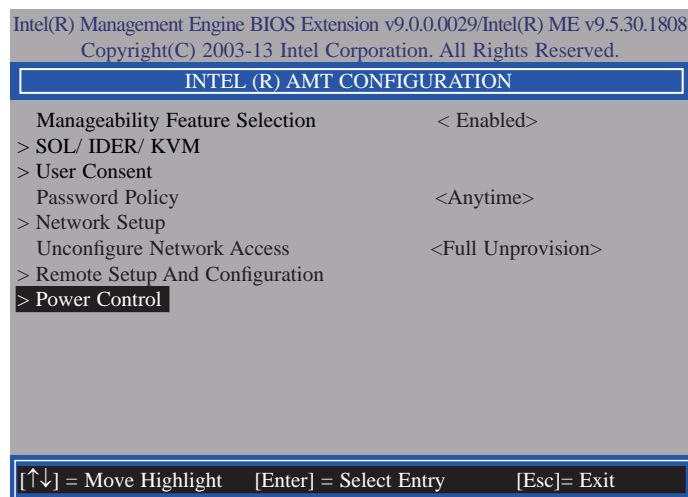 Intel(R) Management Engine BIOS Extension v9.0.0.0029/Intel(R) ME v9.5.30.1808
Copyright(C) 2003-13 Intel Corporation. All Rights Reserved.
INTEL (R) AMT CONFIGURATION
Manageability Feature Selection < Enabled>
> SOL/ IDER/ KVM
> User Consent
Password Policy <Anytime>
> Network Setup
Unconfigure Network Access <Full Unprovision>
> Remote Setup And Configuration
> Power Control
[↑↓] = Move Highlight [Enter] = Select Entry [Esc]= Exit